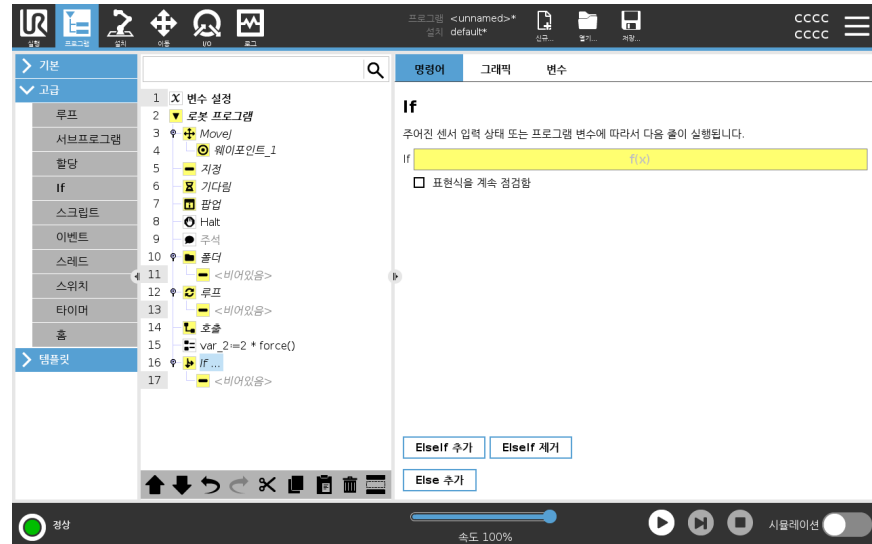 UR
실행
프로그램
설치
이동
I/O
로그
프로그램 <unnamed>*
설치 default*
신규...
열기...
저장...
CCCC
CCCC
기본
고급
루프
서브프로그램
할당
If
스크립트
이벤트
스레드
스위치
타이머
홈
템플릿
1 X 변수 설정
2 로봇 프로그램
3 MoveJ
4 웨이포인트_1
5 지정
6 기다림
7 팝업
8 Halt
9 주석
10 폴더
11 <비어있음>
12 루프
13 <비어있음>
14 호출
15 var_2:=2 * force()
16 If ...
17 <비어있음>
명령어 그래픽 변수
If
주어진 센서 입력 상태 또는 프로그램 변수에 따라서 다음 줄이 실행됩니다.
If f(x)
표현식을 계속 점검함
ElseIf 추가 ElseIf 제거
Else 추가
정상
속도 100%
시뮬레이션